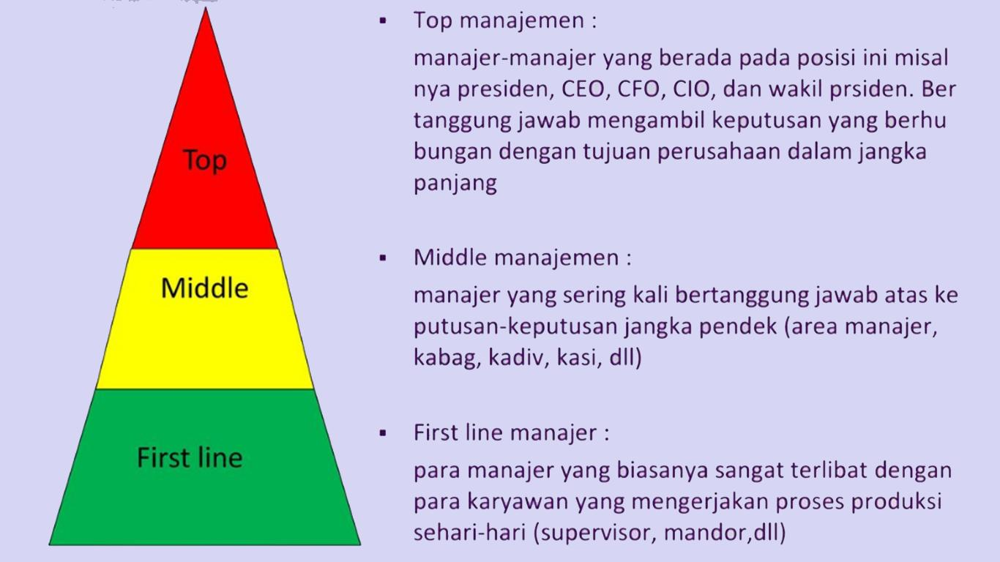 Top
Middle
First line
▪ Top manajemen :
manajer-manajer yang berada pada posisi ini misal
nya presiden, CEO, CFO, CIO, dan wakil prsiden. Ber
tanggung jawab mengambil keputusan yang berhu
bungan dengan tujuan perusahaan dalam jangka
panjang
▪ Middle manajemen :
manajer yang sering kali bertanggung jawab atas ke
putusan-keputusan jangka pendek (area manajer,
kabag, kadiv, kasi, dll)
▪ First line manajer :
para manajer yang biasanya sangat terlibat dengan
para karyawan yang mengerjakan proses produksi
sehari-hari (supervisor, mandor,dll)